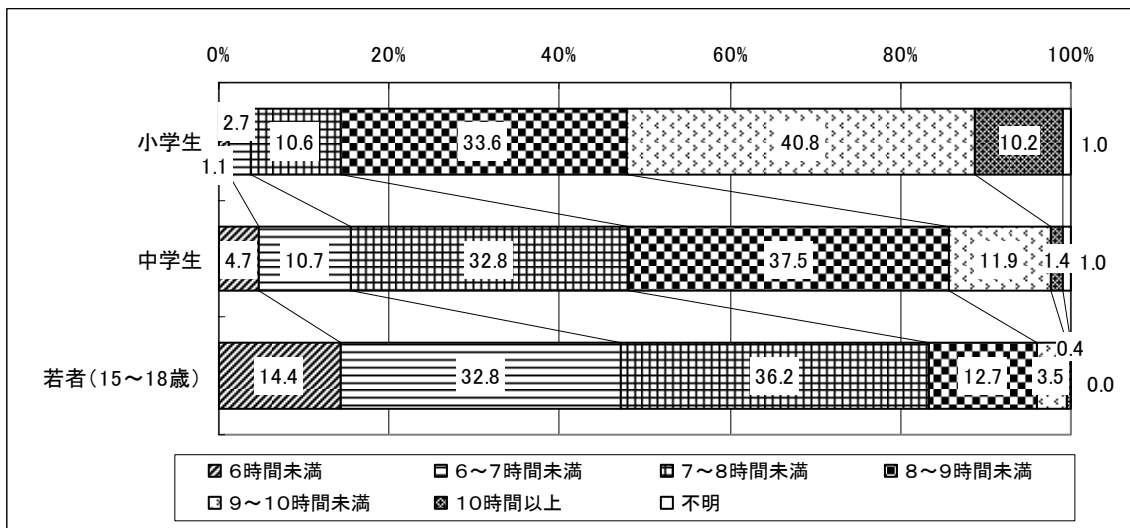 0% 20% 40% 60% 80% 100%
小学生 1.1 2.7 10.6 33.6 40.8 10.2 1.0
中学生 4.7 10.7 32.8 37.5 11.9 1.4 1.0
若者(15~18歳) 14.4 32.8 36.2 12.7 3.5 0.4 0.0
6時間未満 6~7時間未満 7~8時間未満 8~9時間未満
9~10時間未満 10時間以上 不明